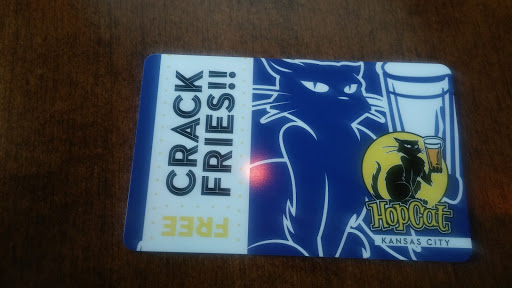 FREE
CRACK
FRIES!!
HopCat
KANSAS CITY